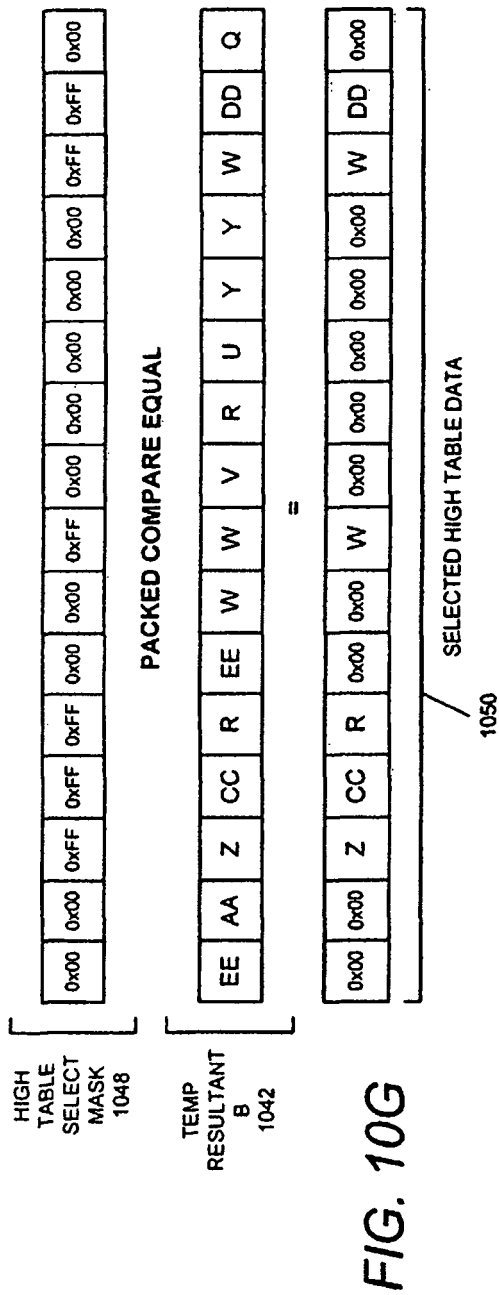 HIGH
TABLE
SELECT
MASK
1048
0x00 0x00 0xFF 0xFF 0xFF 0x00 0x00 0xFF 0x00 0x00 0x00 0x00 0x00 0xFF 0xFF 0x00
PACKED COMPARE EQUAL
TEMP
RESULTANT
B
1042
EE AA Z CC R EE W W V R U Y Y W DD Q
=
0x00 0x00 Z CC R 0x00 0x00 W 0x00 0x00 0x00 0x00 0x00 W DD 0x00
SELECTED HIGH TABLE DATA
1050
FIG. 10G